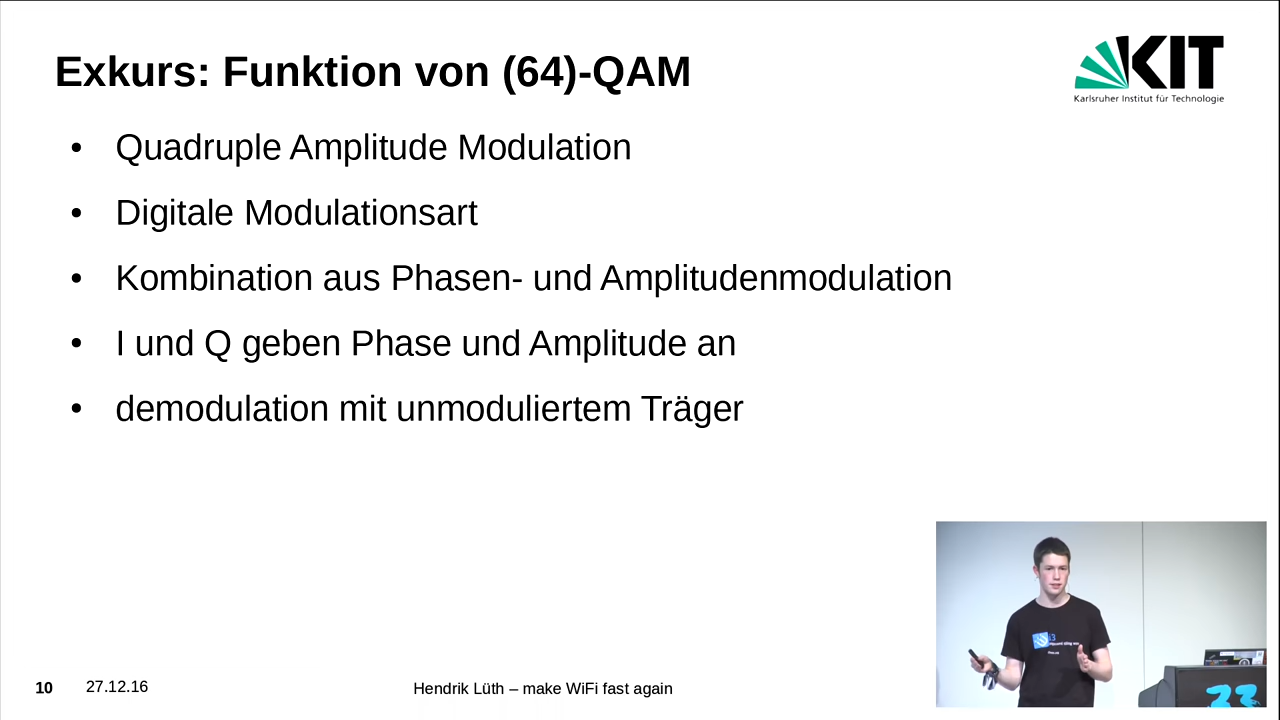 Exkurs: Funktion von (64)-QAM
KIT
Karlsruher Institut für Technologie
• Quadruple Amplitude Modulation
• Digitale Modulationsart
• Kombination aus Phasen- und Amplitudenmodulation
• I und Q geben Phase und Amplitude an
• demodulation mit unmoduliertem Träger
10
27.12.16
Hendrik Lüth – make WiFi fast again
33